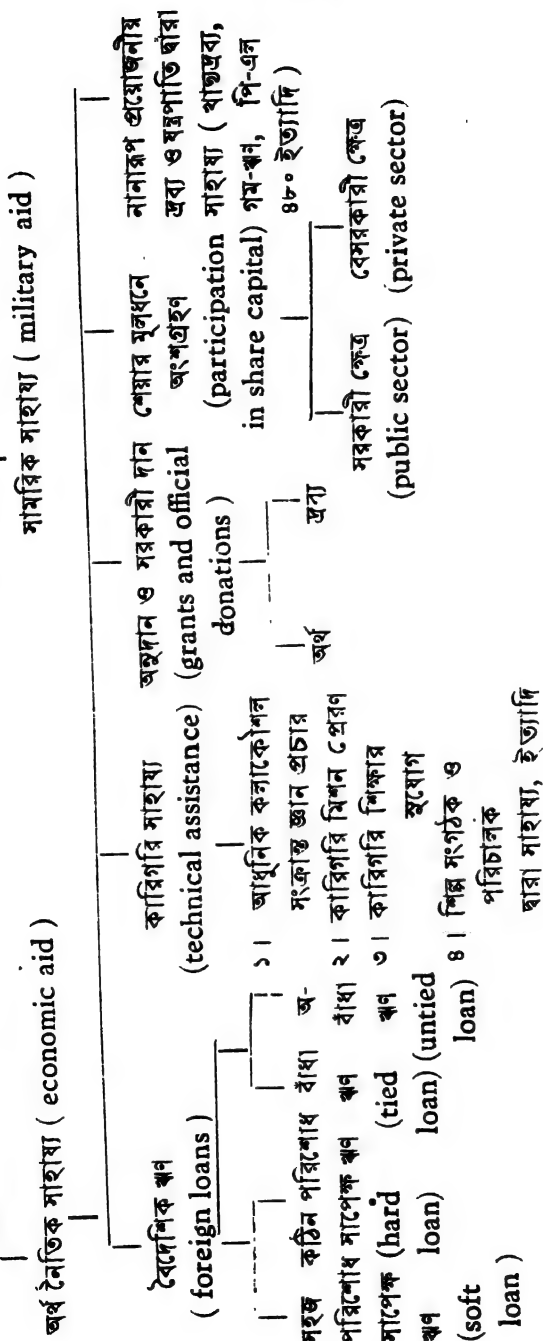 অর্থ নৈতিক সাহায্য ( economic aid )
সামরিক সাহায্য ( military aid )
বৈদেশিক ঋণ
( foreign loans )
সহজ
পরিশোধ
সাপেক্ষ
ঋণ
(soft
loan )
কঠিন পরিশোধ
সাপেক্ষ ঋণ
(hard
loan)
বাঁধা
ঋণ
(tied
loan)
অ-
বাঁধা
ঋণ
(untied
loan)
কারিগরি সাহায্য
(technical assistance)
১। আধুনিক কলাকৌশল
সংক্রান্ত জ্ঞান প্রচার
২। কারিগরি মিশন প্রেরণ
৩। কারিগরি শিক্ষার
সুযোগ
৪। শিল্প সংগঠক ও
পরিচালক
দ্বারা সাহায্য, ইত্যাদি
অনুদান ও সরকারী দান
(grants and official
donations )
অর্থ
দ্রব্য
শেয়ার মূলধনে
অংশগ্রহণ
(participation
in share capital)
সরকারী ক্ষেত্র
(public sector)
বেসরকারী ক্ষেত্র
(private sector)
নানারূপ প্রয়োজনীয়
দ্রব্য ও যন্ত্রপাতি দ্বারা
সাহায্য ( খাদ্যদ্রব্য,
গম-ঋণ, পি-এল
৪৮০ ইত্যাদি )